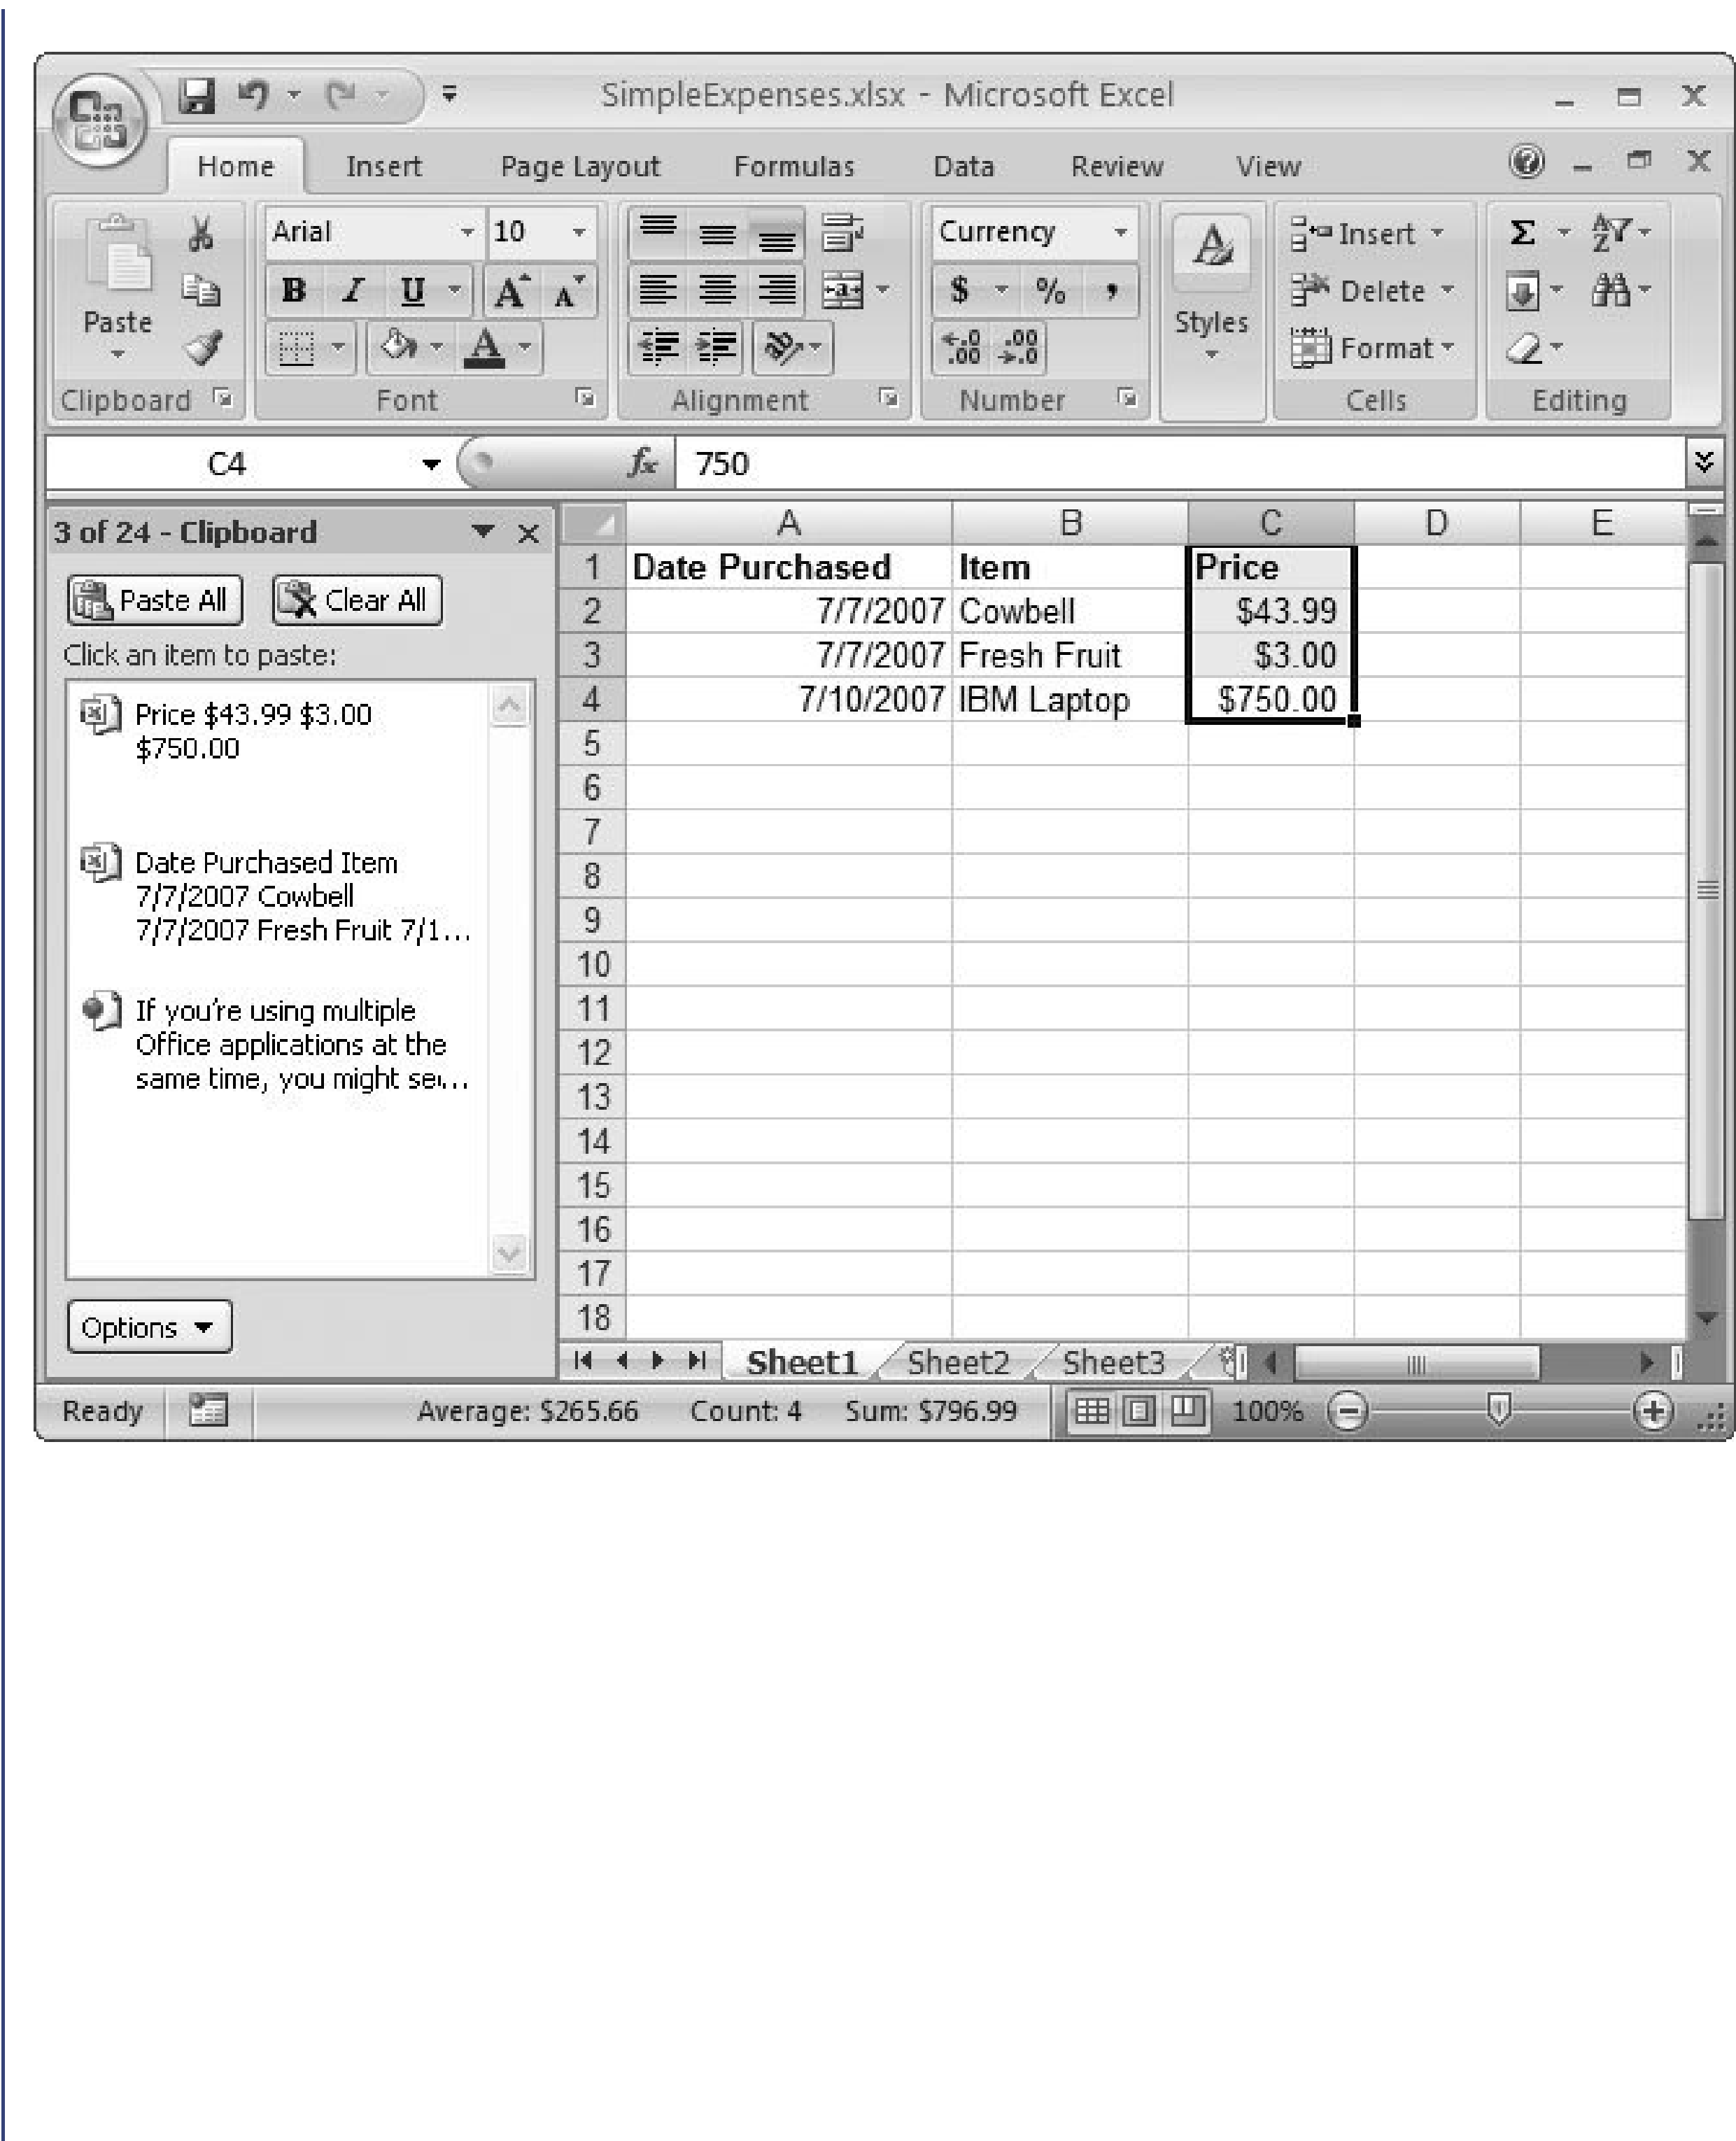 SimpleExpenses.xlsx - Microsoft Excel
Home Insert Page Layout Formulas Data Review View
Paste
Clipboard
Arial 10
B I U A A
A
Font
Alignment
Currency
$ % ,
.0 .00 .00 .0
Number
Styles
Insert
Delete
Format
Cells
Σ A Z
Editing
C4 fx 750
3 of 24 - Clipboard
Paste All Clear All
Click an item to paste:
Price $43.99 $3.00
$750.00
Date Purchased Item
7/7/2007 Cowbell
7/7/2007 Fresh Fruit 7/1...
If you're using multiple
Office applications at the
same time, you might se...
Options
A B C D E
1 Date Purchased Item Price
2 7/7/2007 Cowbell $43.99
3 7/7/2007 Fresh Fruit $3.00
4 7/10/2007 IBM Laptop $750.00
5
6
7
8
9
10
11
12
13
14
15
16
17
18
Sheet1 Sheet2 Sheet3
Ready Average: $265.66 Count: 4 Sum: $796.99 100%